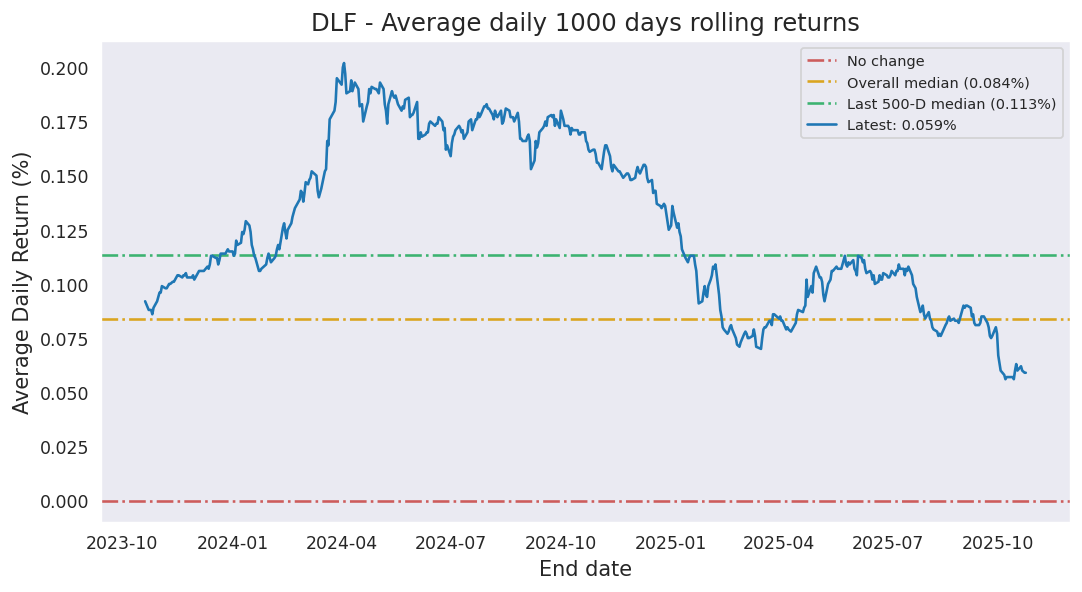 DLF - Average daily 1000 days rolling returns
No change
Overall median (0.084%)
Last 500-D median (0.113%)
Latest: 0.059%
Average Daily Return (%)
0.200
0.175
0.150
0.125
0.100
0.075
0.050
0.025
0.000
2023-10 2024-01 2024-04 2024-07 2024-10 2025-01 2025-04 2025-07 2025-10
End date